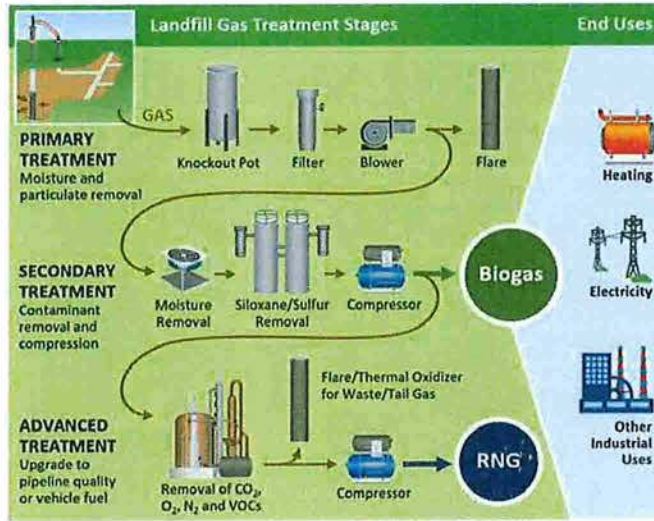 Landfill Gas Treatment Stages
End Uses
GAS
PRIMARY
TREATMENT
Moisture and
particulate removal
Knockout Pot
Filter
Blower
Flare
Heating
SECONDARY
TREATMENT
Contaminant
removal and
compression
Moisture
Removal
Siloxane/Sulfur
Removal
Compressor
Biogas
Electricity
ADVANCED
TREATMENT
Upgrade to
pipeline quality
or vehicle fuel
Flare/Thermal Oxidizer
for Waste/Tail Gas
Removal of CO₂,
O₂, N₂ and VOCs
Compressor
RNG
Other
Industrial
Uses